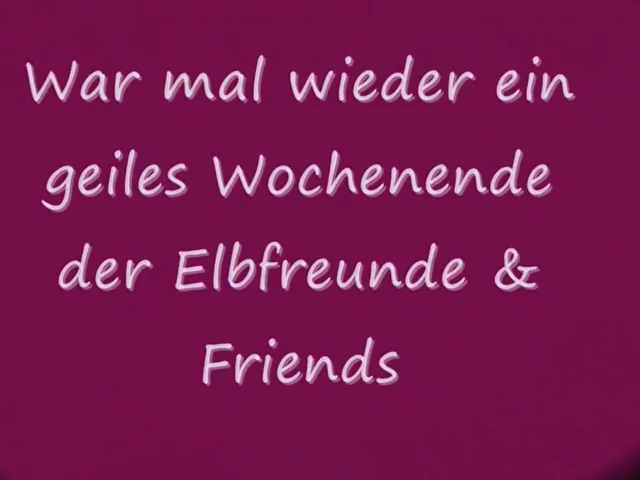 War mal wieder ein
geiles Wochenende
der Elbfreunde &
Friends